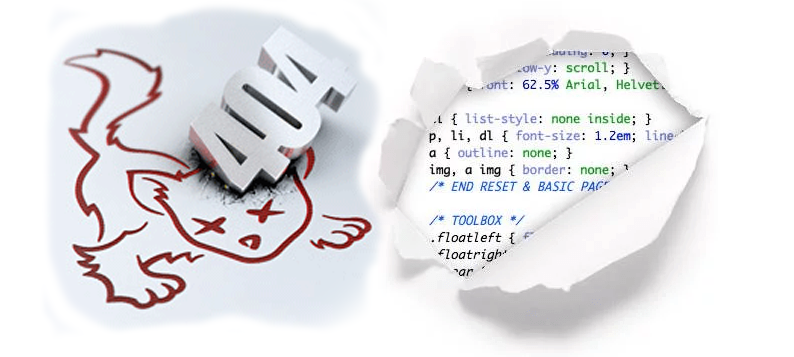 404
low-y: scroll; }
{ font: 62.5% Arial, Helvet
{ list-style: none inside; }
p, li, dl { font-size: 1.2em; line-
a { outline: none; }
img, a img { border: none; }
/* END RESET & BASIC PAGE
/* TOOLBOX */
.floatleft {
floatright